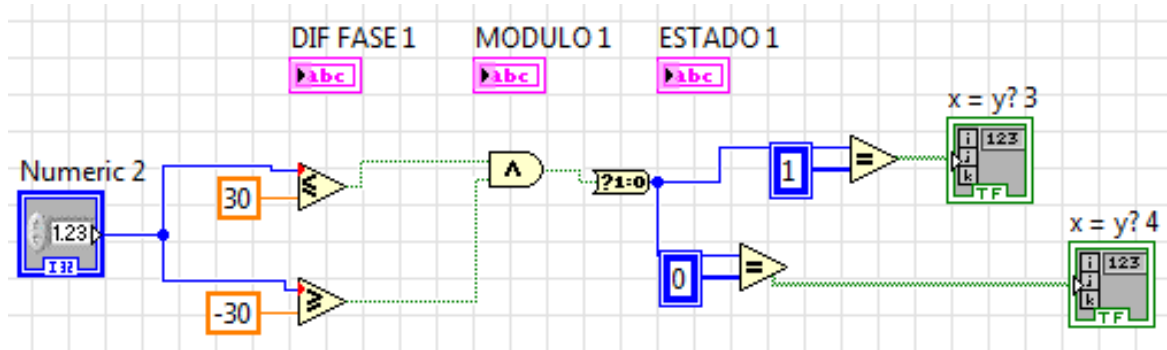 DIF FASE 1
MODULO 1
ESTADO 1
abc
abc
abc
x = y? 3
i
123
j
k
TF
Numeric 2
1.23
I32
30
≤
∧
?1:0
1
=
x = y? 4
i
123
j
k
TF
0
=
-30
≥